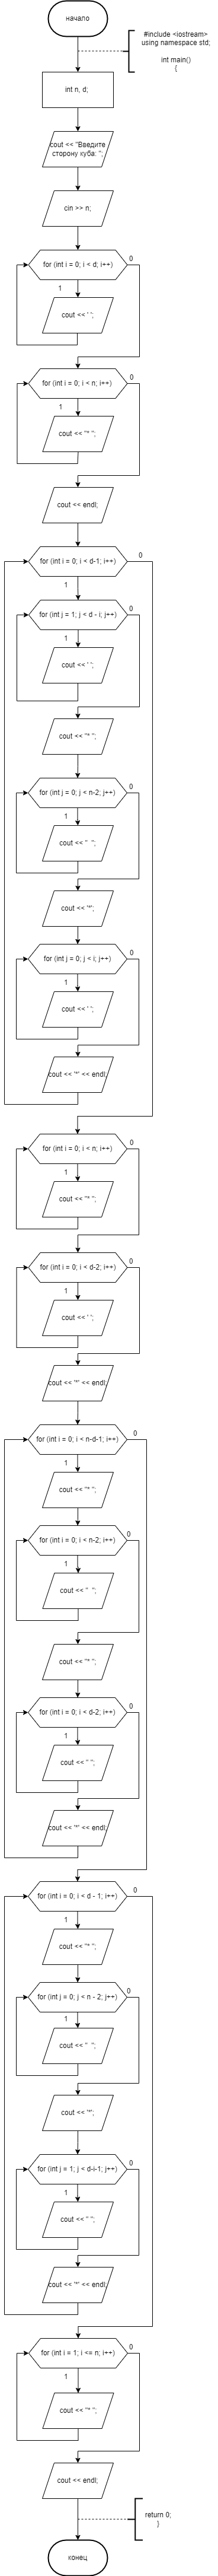 начало
#include <iostream>
using namespace std;
int main()
{
int n, d;
cout << "Введите
сторону куба: ";
cin >> n;
for (int i = 0; i < d; i++)
0
1
cout << ' ';
for (int i = 0; i < n; i++)
0
1
cout << "* ";
cout << endl;
for (int i = 0; i < d-1; i++)
0
1
for (int j = 1; j < d - i; j++)
0
1
cout << ' ';
cout << "* ";
for (int j = 0; j < n-2; j++)
0
1
cout << "  ";
cout << '*';
for (int j = 0; j < i; j++)
0
1
cout << ' ';
cout << '*' << endl;
for (int i = 0; i < n; i++)
0
1
cout << "* ";
for (int i = 0; i < d-2; i++)
0
1
cout << ' ';
cout << '*' << endl;
for (int i = 0; i < n-d-1; i++)
0
1
cout << "* ";
for (int i = 0; i < n-2; i++)
0
1
cout << "  ";
cout << "* ";
for (int i = 0; i < d-2; i++)
0
1
cout << " ";
cout << '*' << endl;
for (int i = 0; i < d - 1; i++)
0
1
cout << "* ";
for (int j = 0; j < n - 2; j++)
0
1
cout << "  ";
cout << '*';
for (int j = 1; j < d-i-1; j++)
0
1
cout << " ";
cout << '*' << endl;
for (int i = 1; i <= n; i++)
0
1
cout << "* ";
cout << endl;
return 0;
}
конец